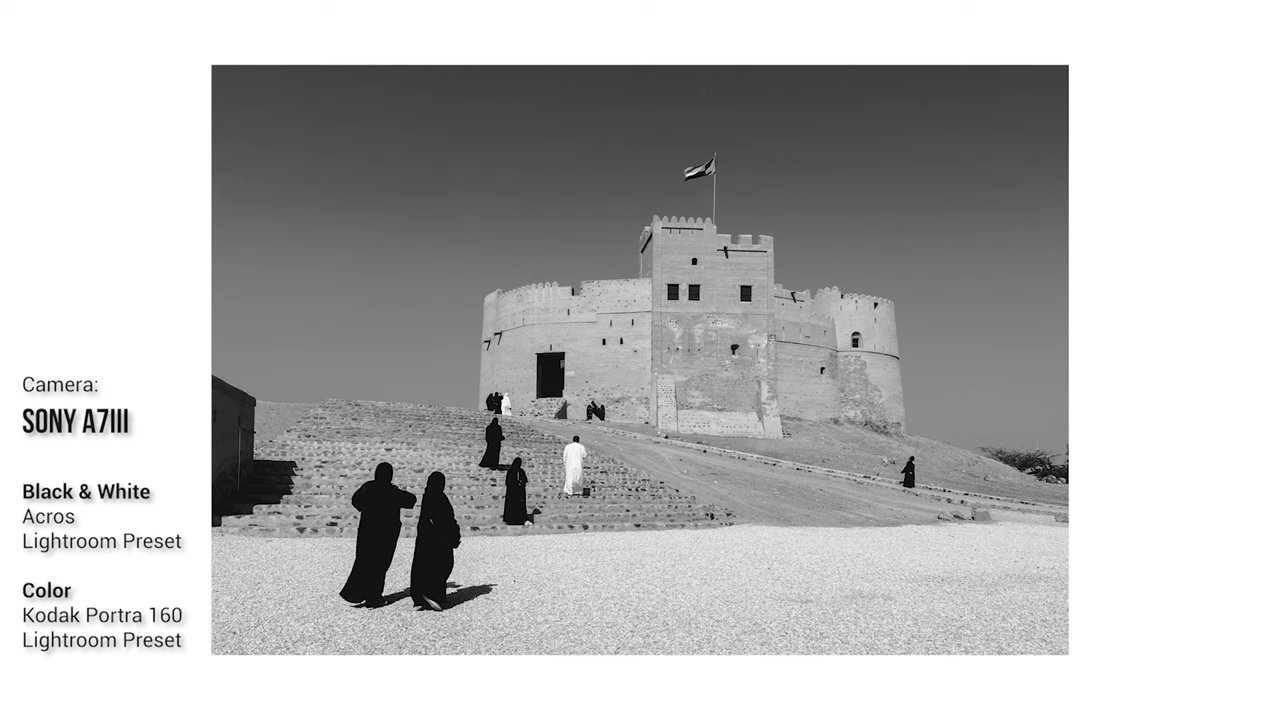 Camera:
SONY A7III
Black & White
Acros
Lightroom Preset
Color
Kodak Portra 160
Lightroom Preset